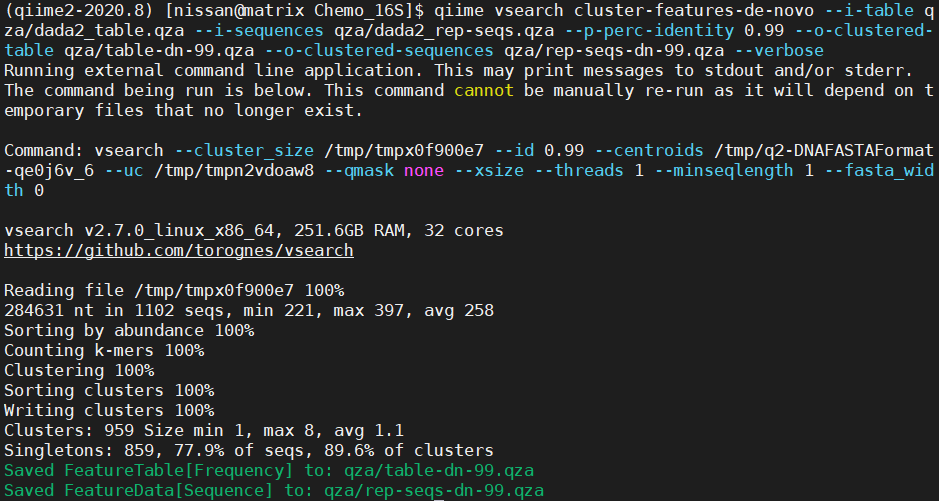 (qiime2-2020.8) [nissan@matrix Chemo_16S]$ qiime vsearch cluster-features-de-novo --i-table q
za/dada2_table.qza --i-sequences qza/dada2_rep-seqs.qza --p-perc-identity 0.99 --o-clustered-
table qza/table-dn-99.qza --o-clustered-sequences qza/rep-seqs-dn-99.qza --verbose
Running external command line application. This may print messages to stdout and/or stderr.
The command being run is below. This command cannot be manually re-run as it will depend on t
emporary files that no longer exist.

Command: vsearch --cluster_size /tmp/tmpx0f900e7 --id 0.99 --centroids /tmp/q2-DNAFASTAFormat
-qe0j6v_6 --uc /tmp/tmpn2vdoaw8 --qmask none --xsize --threads 1 --minseqlength 1 --fasta_wid
th 0

vsearch v2.7.0_linux_x86_64, 251.6GB RAM, 32 cores
https://github.com/torognes/vsearch

Reading file /tmp/tmpx0f900e7 100%
284631 nt in 1102 seqs, min 221, max 397, avg 258
Sorting by abundance 100%
Counting k-mers 100%
Clustering 100%
Sorting clusters 100%
Writing clusters 100%
Clusters: 959 Size min 1, max 8, avg 1.1
Singletons: 859, 77.9% of seqs, 89.6% of clusters
Saved FeatureTable[Frequency] to: qza/table-dn-99.qza
Saved FeatureData[Sequence] to: qza/rep-seqs-dn-99.qza